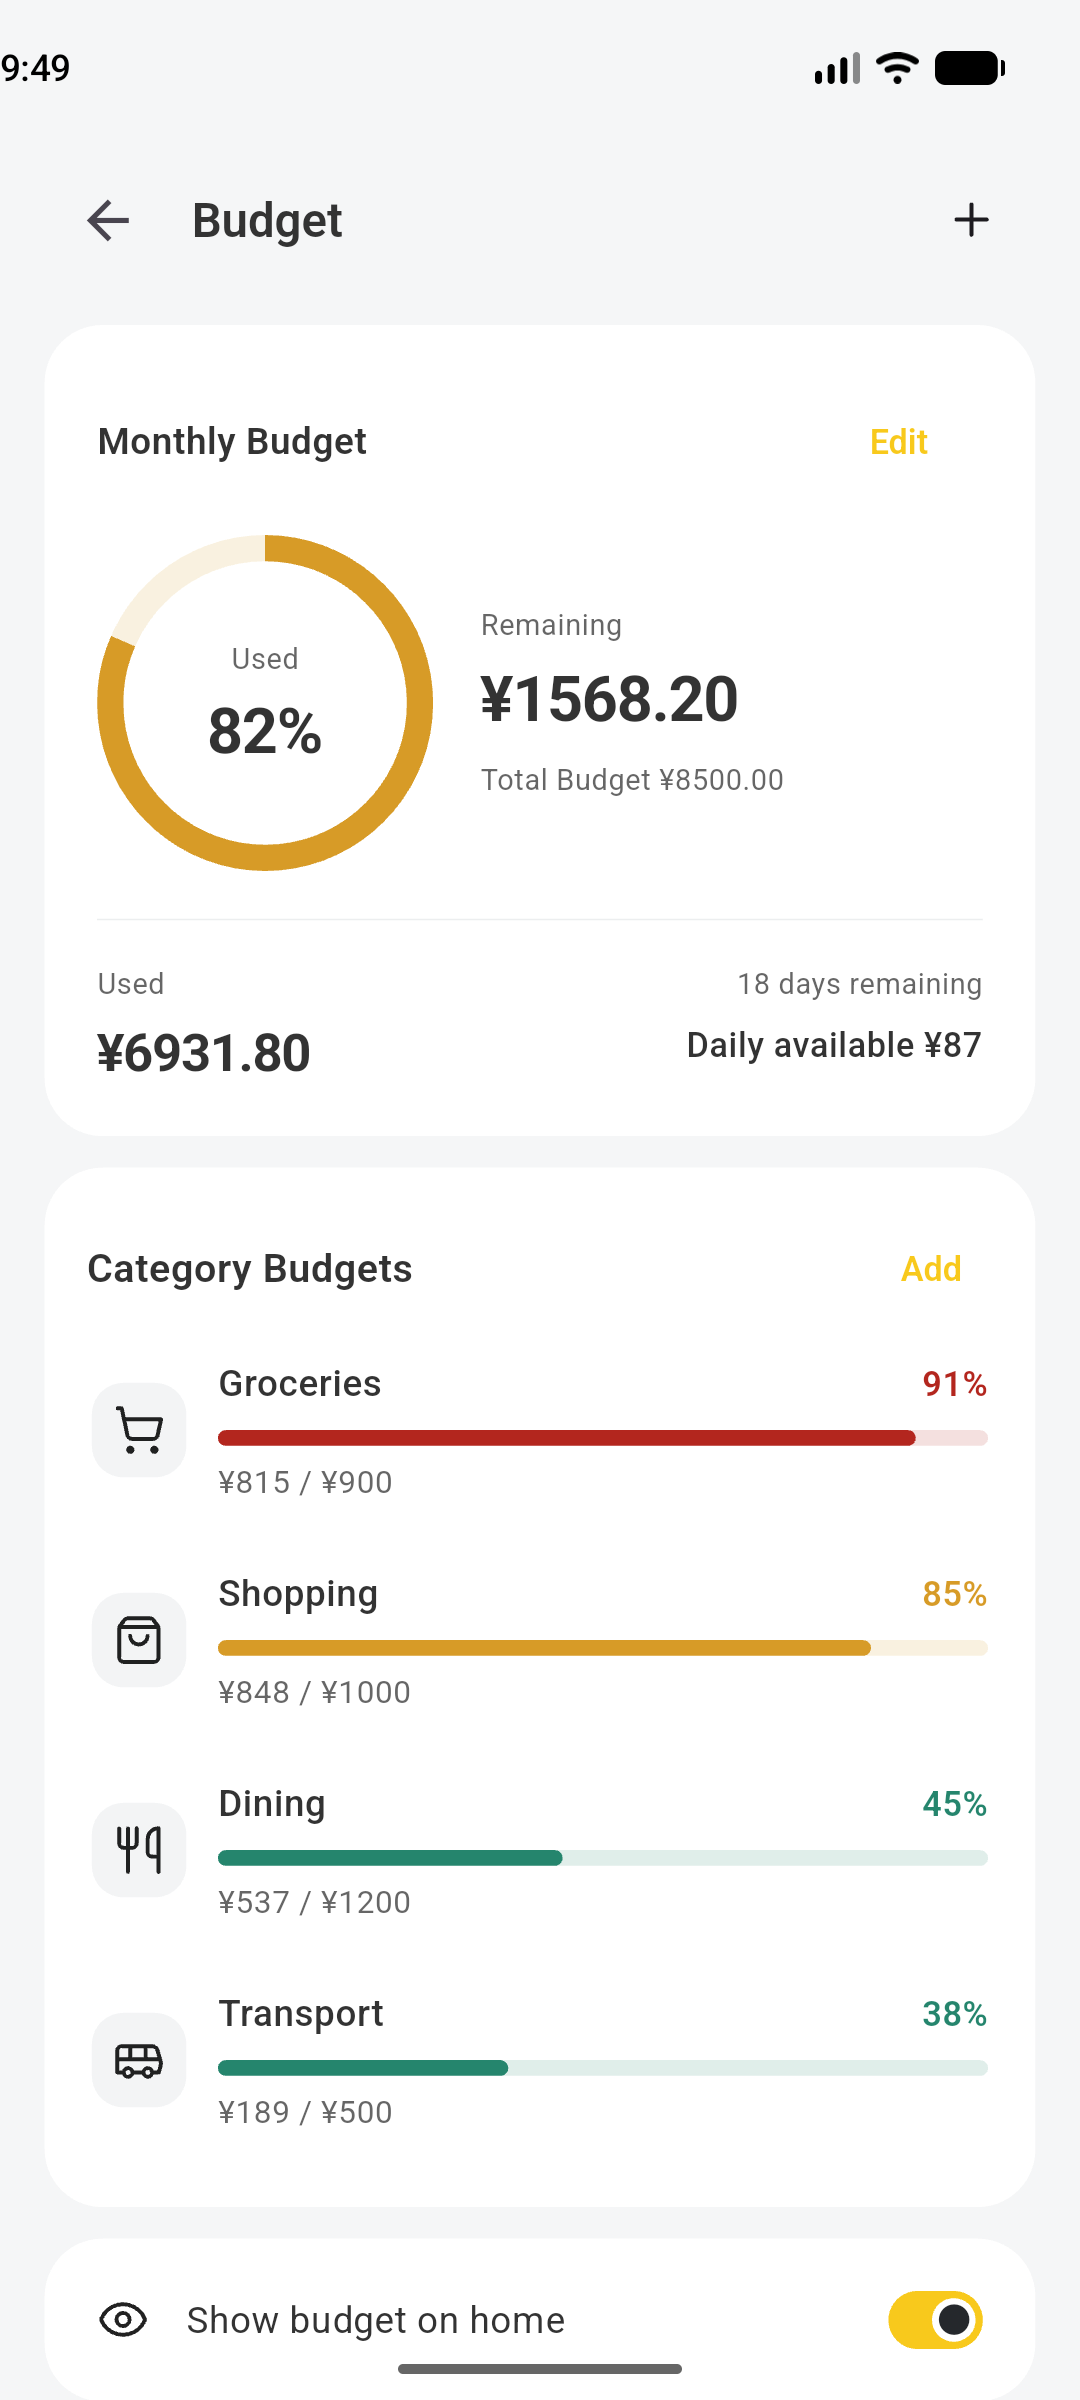 9:49
Budget
Monthly Budget
Edit
Used
82%
Remaining
¥1568.20
Total Budget ¥8500.00
Used
¥6931.80
18 days remaining
Daily available ¥87
Category Budgets
Add
Groceries
91%
¥815 / ¥900
Shopping
85%
¥848 / ¥1000
Dining
45%
¥537 / ¥1200
Transport
38%
¥189 / ¥500
Show budget on home